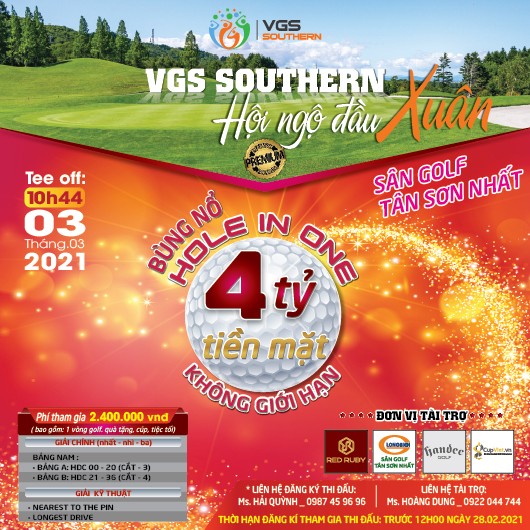 VGS
SOUTHERN
VGS SOUTHERN
Hội ngộ đầu Xuân
PREMIUM
SÂN GOLF
TÂN SƠN NHẤT
Tee off:
10h44
03
Tháng.03
2021
BÙNG NỔ
HOLE IN ONE
4 tỷ
tiền mặt
KHÔNG GIỚI HẠN
Phí tham gia 2.400.000 vnđ
( bao gồm: 1 vòng golf. quà tặng, cúp, tiệc tối)
GIẢI CHÍNH (nhất - nhì - ba)
BẢNG NAM :
• BẢNG A: HDC 00 - 20 (CẮT - 3)
• BẢNG B: HDC 21 - 36 (CẮT - 4)
GIẢI KỸ THUẬT
• NEAREST TO THE PIN
• LONGEST DRIVE
ĐƠN VỊ TÀI TRỢ
RED RUBY
LONGBIEN
SÂN GOLF
TÂN SƠN NHẤT
Handee
GOLF
CupViet.vn
* LIÊN HỆ ĐĂNG KÝ THI ĐẤU:
Ms. HẢI QUỲNH _ 0987 45 96 96
LIÊN HỆ TÀI TRỢ:
Ms. HOÀNG DUNG _ 0922 044 744
THỜI HẠN ĐĂNG KÍ THAM GIA THI ĐẤU: TRƯỚC 12H00 NGÀY 28.02.2021